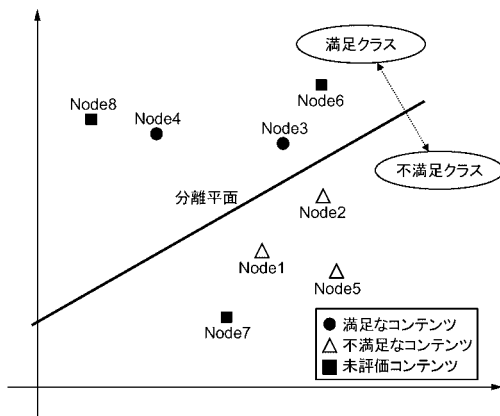 満足クラス
Node8
Node4
Node6
Node3
不満足クラス
分離平面
Node2
Node1
Node5
Node7
満足なコンテンツ
不満足なコンテンツ
未評価コンテンツ